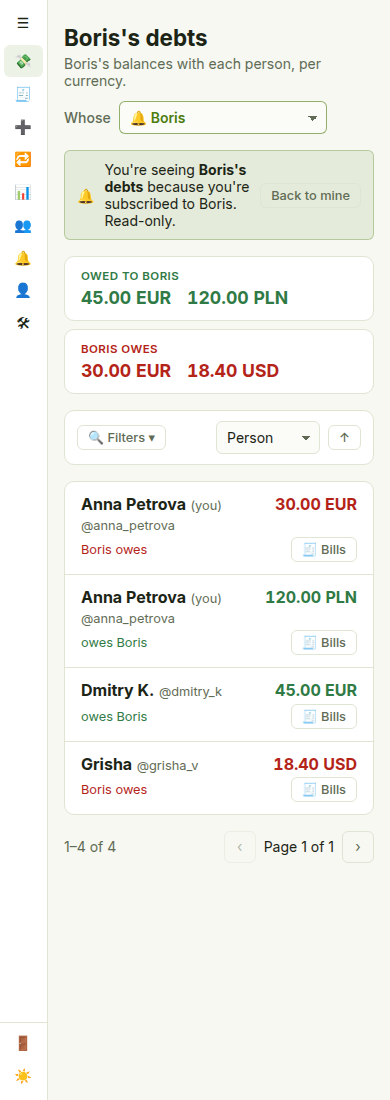 Boris's debts
Boris's balances with each person, per
currency.
Whose 🔔 Boris
You're seeing Boris's
debts because you're
subscribed to Boris.
Read-only.
Back to mine
OWED TO BORIS
45.00 EUR 120.00 PLN
BORIS OWES
30.00 EUR 18.40 USD
🔍 Filters ▾ Person ↑
Anna Petrova (you) 30.00 EUR
@anna_petrova
Boris owes 🧾 Bills
Anna Petrova (you) 120.00 PLN
@anna_petrova
owes Boris 🧾 Bills
Dmitry K. @dmitry_k 45.00 EUR
owes Boris 🧾 Bills
Grisha @grisha_v 18.40 USD
Boris owes 🧾 Bills
1–4 of 4 ‹ Page 1 of 1 ›